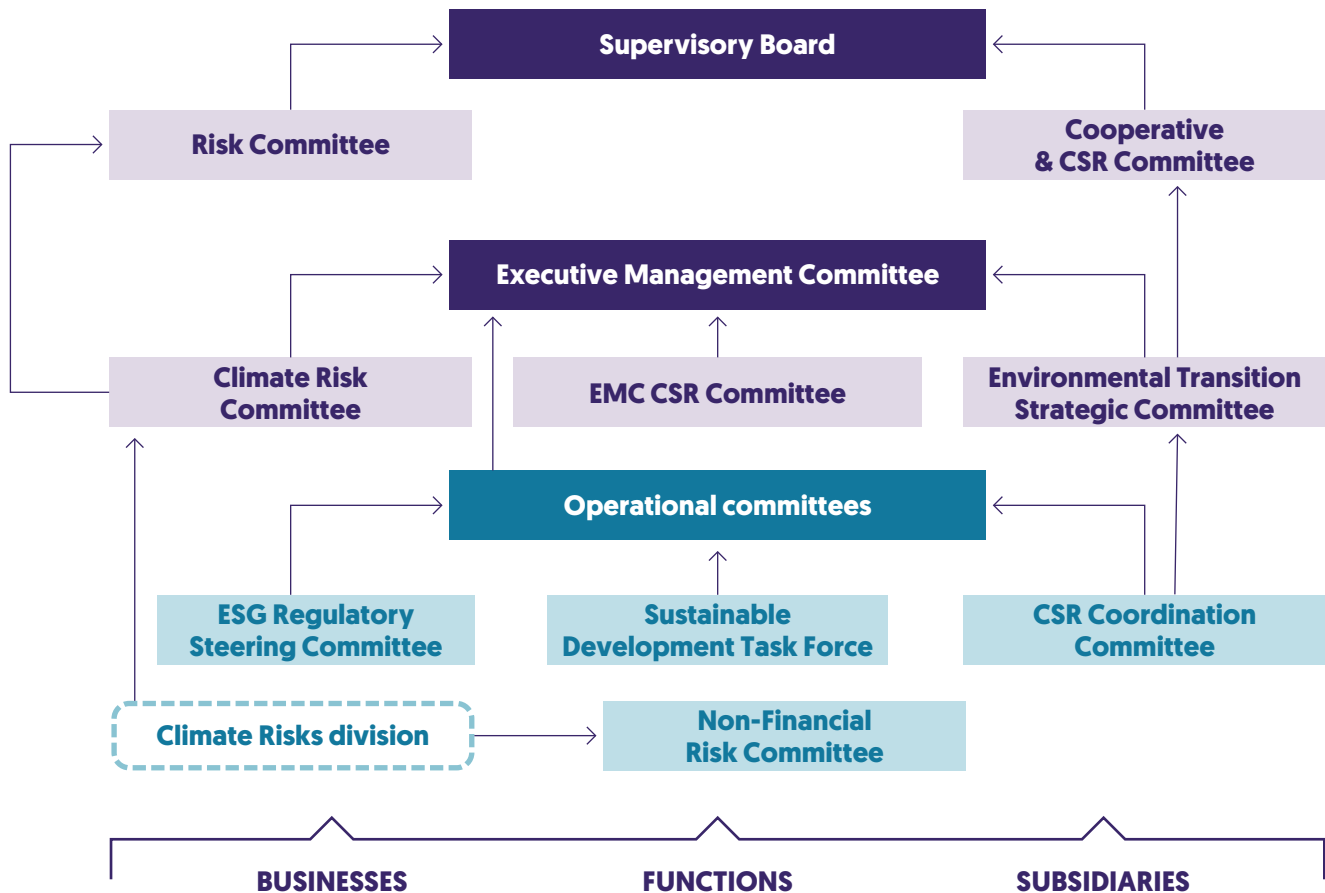 Supervisory Board
Risk Committee
Cooperative
& CSR Committee
Executive Management Committee
Climate Risk
Committee
EMC CSR Committee
Environmental Transition
Strategic Committee
Operational committees
ESG Regulatory
Steering Committee
Sustainable
Development Task Force
CSR Coordination
Committee
Climate Risks division
Non-Financial
Risk Committee
BUSINESSES
FUNCTIONS
SUBSIDIARIES